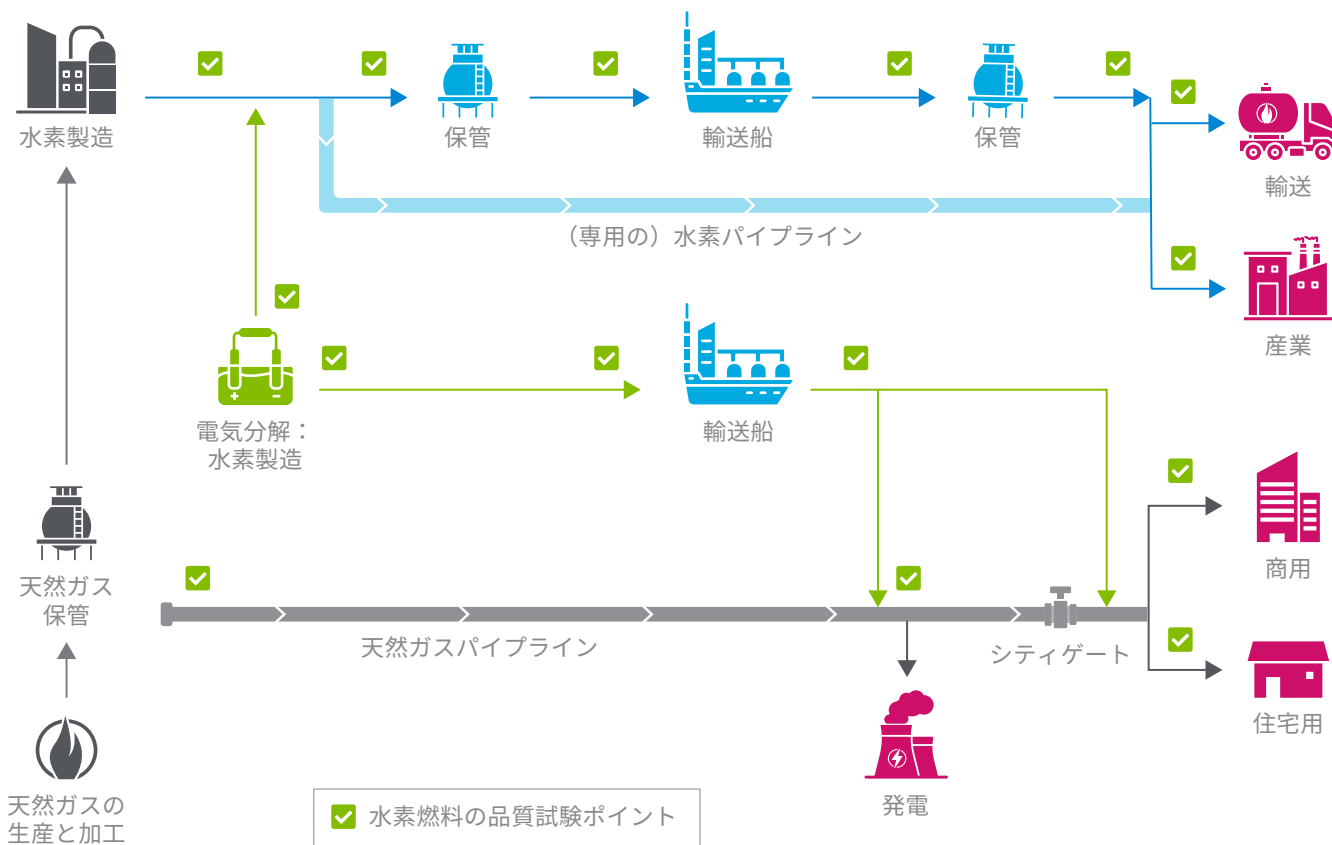 水素製造
保管
輸送船
保管
輸送
（専用の）水素パイプライン
産業
電気分解：
水素製造
輸送船
天然ガス
保管
商用
天然ガスパイプライン
シティゲート
住宅用
発電
天然ガスの
生産と加工
水素燃料の品質試験ポイント